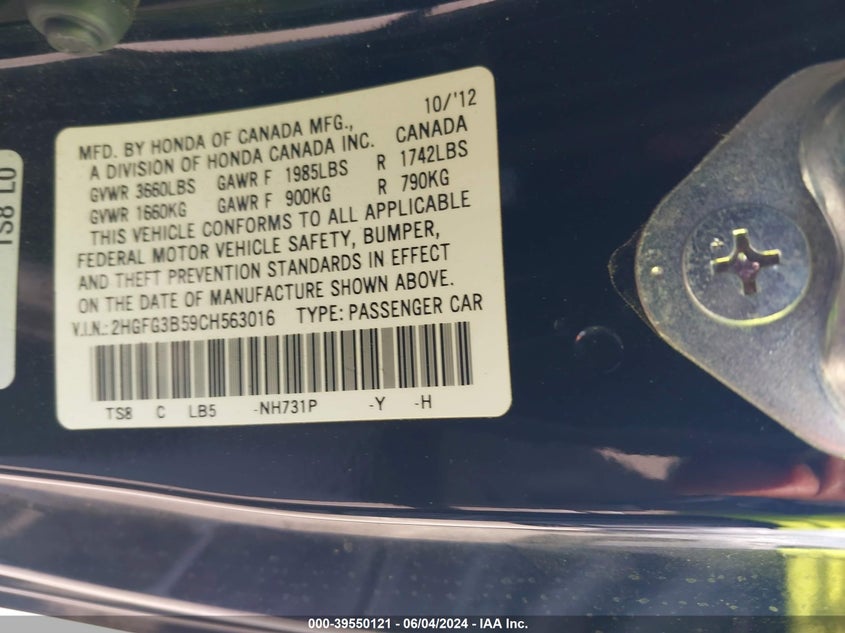 10/'12
MFD. BY HONDA OF CANADA MFG.,
A DIVISION OF HONDA CANADA INC. CANADA
GVWR 3660LBS GAWR F 1985LBS R 1742LBS
GVWR 1660KG GAWR F 900KG R 790KG
THIS VEHICLE CONFORMS TO ALL APPLICABLE
FEDERAL MOTOR VEHICLE SAFETY, BUMPER,
AND THEFT PREVENTION STANDARDS IN EFFECT
ON THE DATE OF MANUFACTURE SHOWN ABOVE.
V.I.N.: 2HGFG3B59CH563016 TYPE: PASSENGER CAR
TS8 C LB5 -NH731P -Y -H
TS8 L0
000-39550121 - 06/04/2024 - IAA Inc.